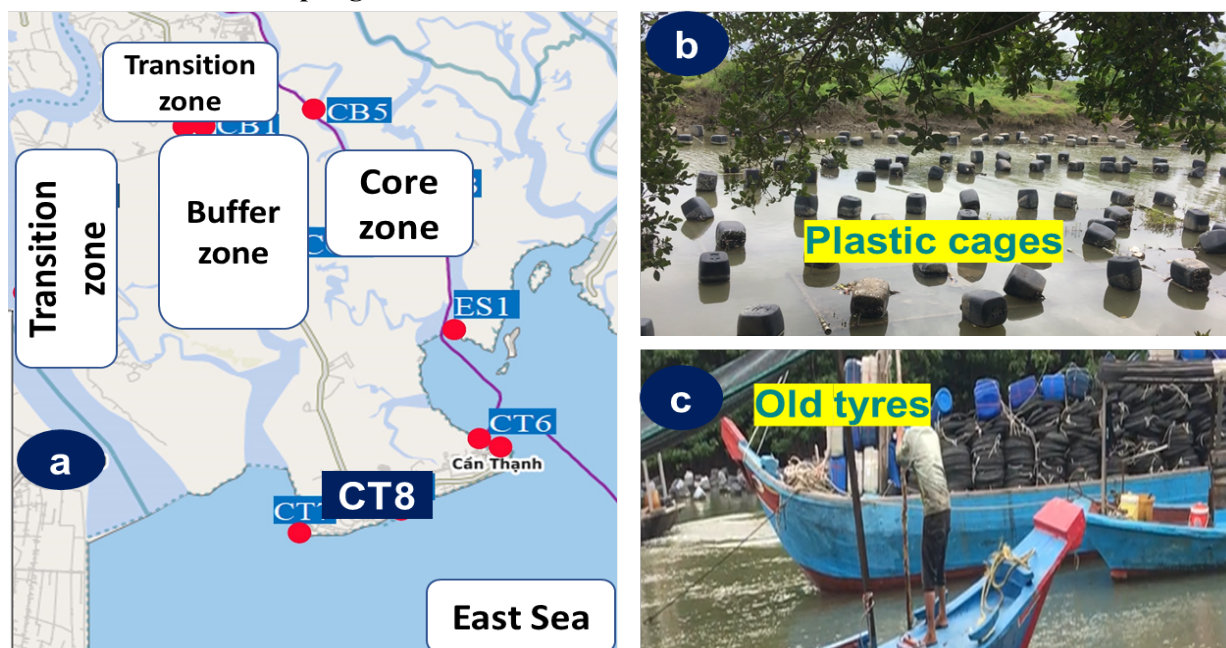 Transition
zone
CB1
CB5
Transition
zone
Buffer
zone
Core
zone
ES1
CT6
Cần Thạnh
CT8
a
East Sea
b
Plastic cages
c
Old tyres